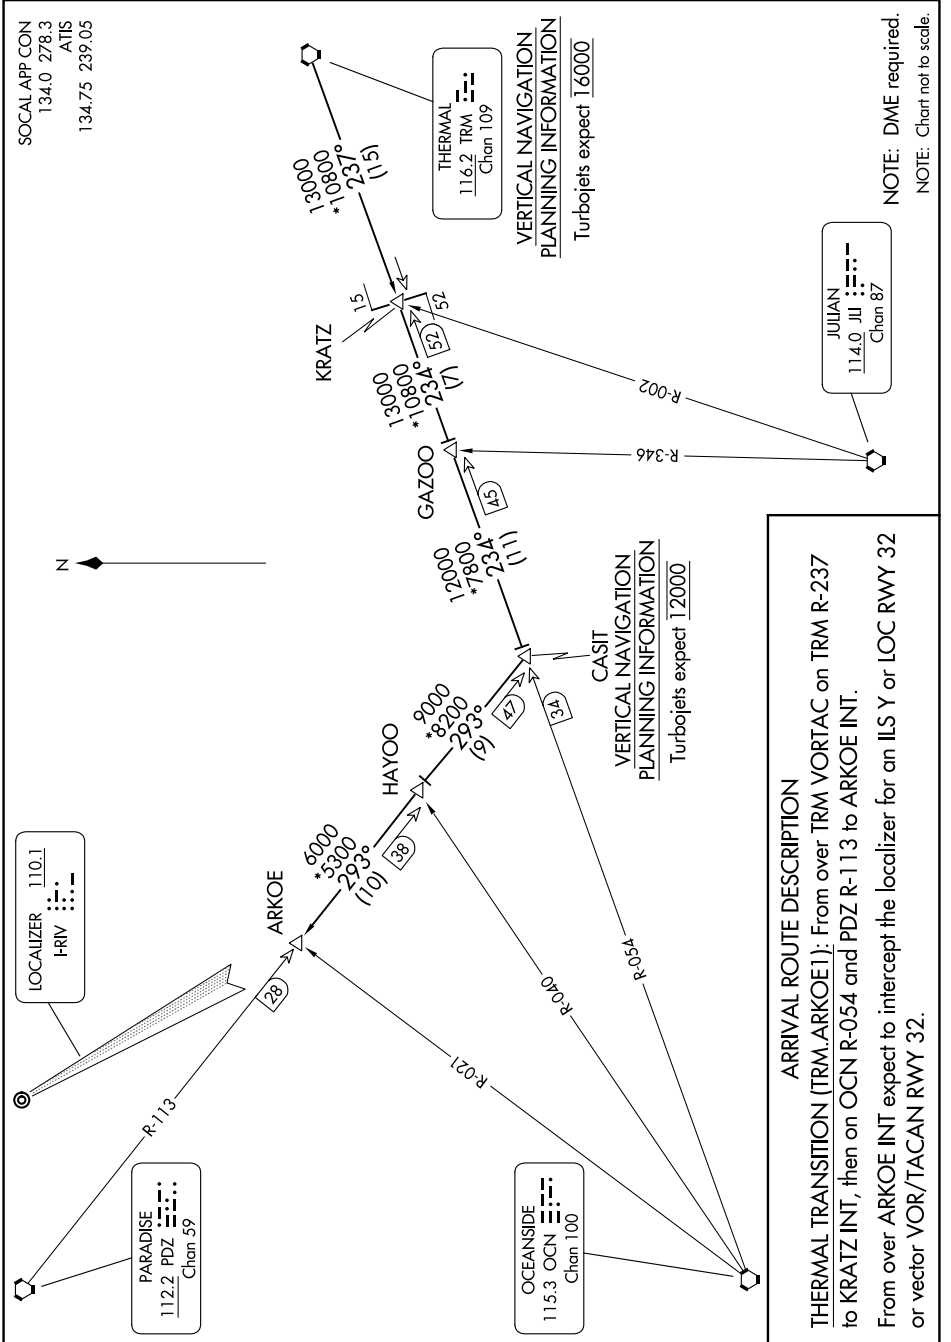 SOCAL APP CON
134.0 278.3
ATIS
134.75 239.05
LOCALIZER 110.1
I-RIV
PARADISE
112.2 PDZ
Chan 59
R-113
28
ARKOE
6000
*5300
293°
(10)
38
HAYOO
9000
*8200
293°
(9)
47
34
CASIT
VERTICAL NAVIGATION
PLANNING INFORMATION
Turbojets expect 12000
N
12000
*7800
234°
(11)
45
GAZOO
13000
*10800
234°
(7)
52
KRATZ
15
52
13000
*10800
237°
(15)
THERMAL
116.2 TRM
Chan 109
VERTICAL NAVIGATION
PLANNING INFORMATION
Turbojets expect 16000
R-021
R-040
R-054
OCEANSIDE
115.3 OCN
Chan 100
R-346
R-002
JULIAN
114.0 JLI
Chan 87
NOTE: DME required.
NOTE: Chart not to scale.
ARRIVAL ROUTE DESCRIPTION
THERMAL TRANSITION (TRM.ARKOE1): From over TRM VORTAC on TRM R-237
to KRATZ INT, then on OCN R-054 and PDZ R-113 to ARKOE INT.
From over ARKOE INT expect to intercept the localizer for an ILS Y or LOC RWY 32
or vector VOR/TACAN RWY 32.